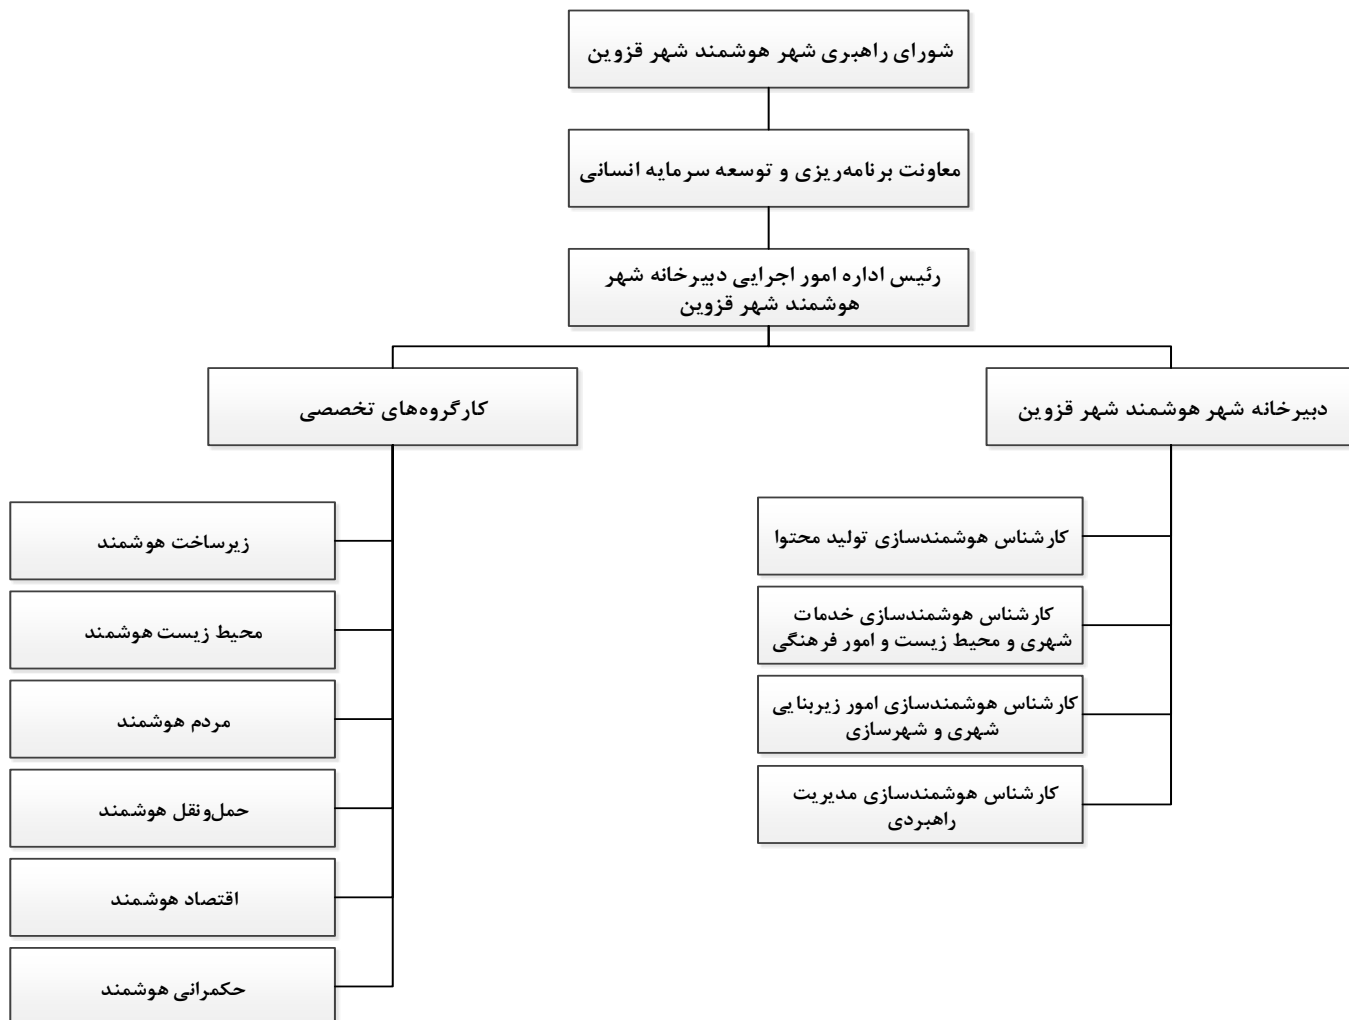 شورای راهبری شهر هوشمند شهر قزوین
معاونت برنامه‌ریزی و توسعه سرمایه انسانی
رئیس اداره امور اجرایی دبیرخانه شهر
هوشمند شهر قزوین
دبیرخانه شهر هوشمند شهر قزوین
کارشناس هوشمندسازی تولید محتوا
کارشناس هوشمندسازی خدمات
شهری و محیط زیست و امور فرهنگی
کارشناس هوشمندسازی امور زیربنایی
شهری و شهرسازی
کارشناس هوشمندسازی مدیریت
راهبردی
کارگروه‌های تخصصی
زیرساخت هوشمند
محیط زیست هوشمند
مردم هوشمند
حمل‌ونقل هوشمند
اقتصاد هوشمند
حکمرانی هوشمند